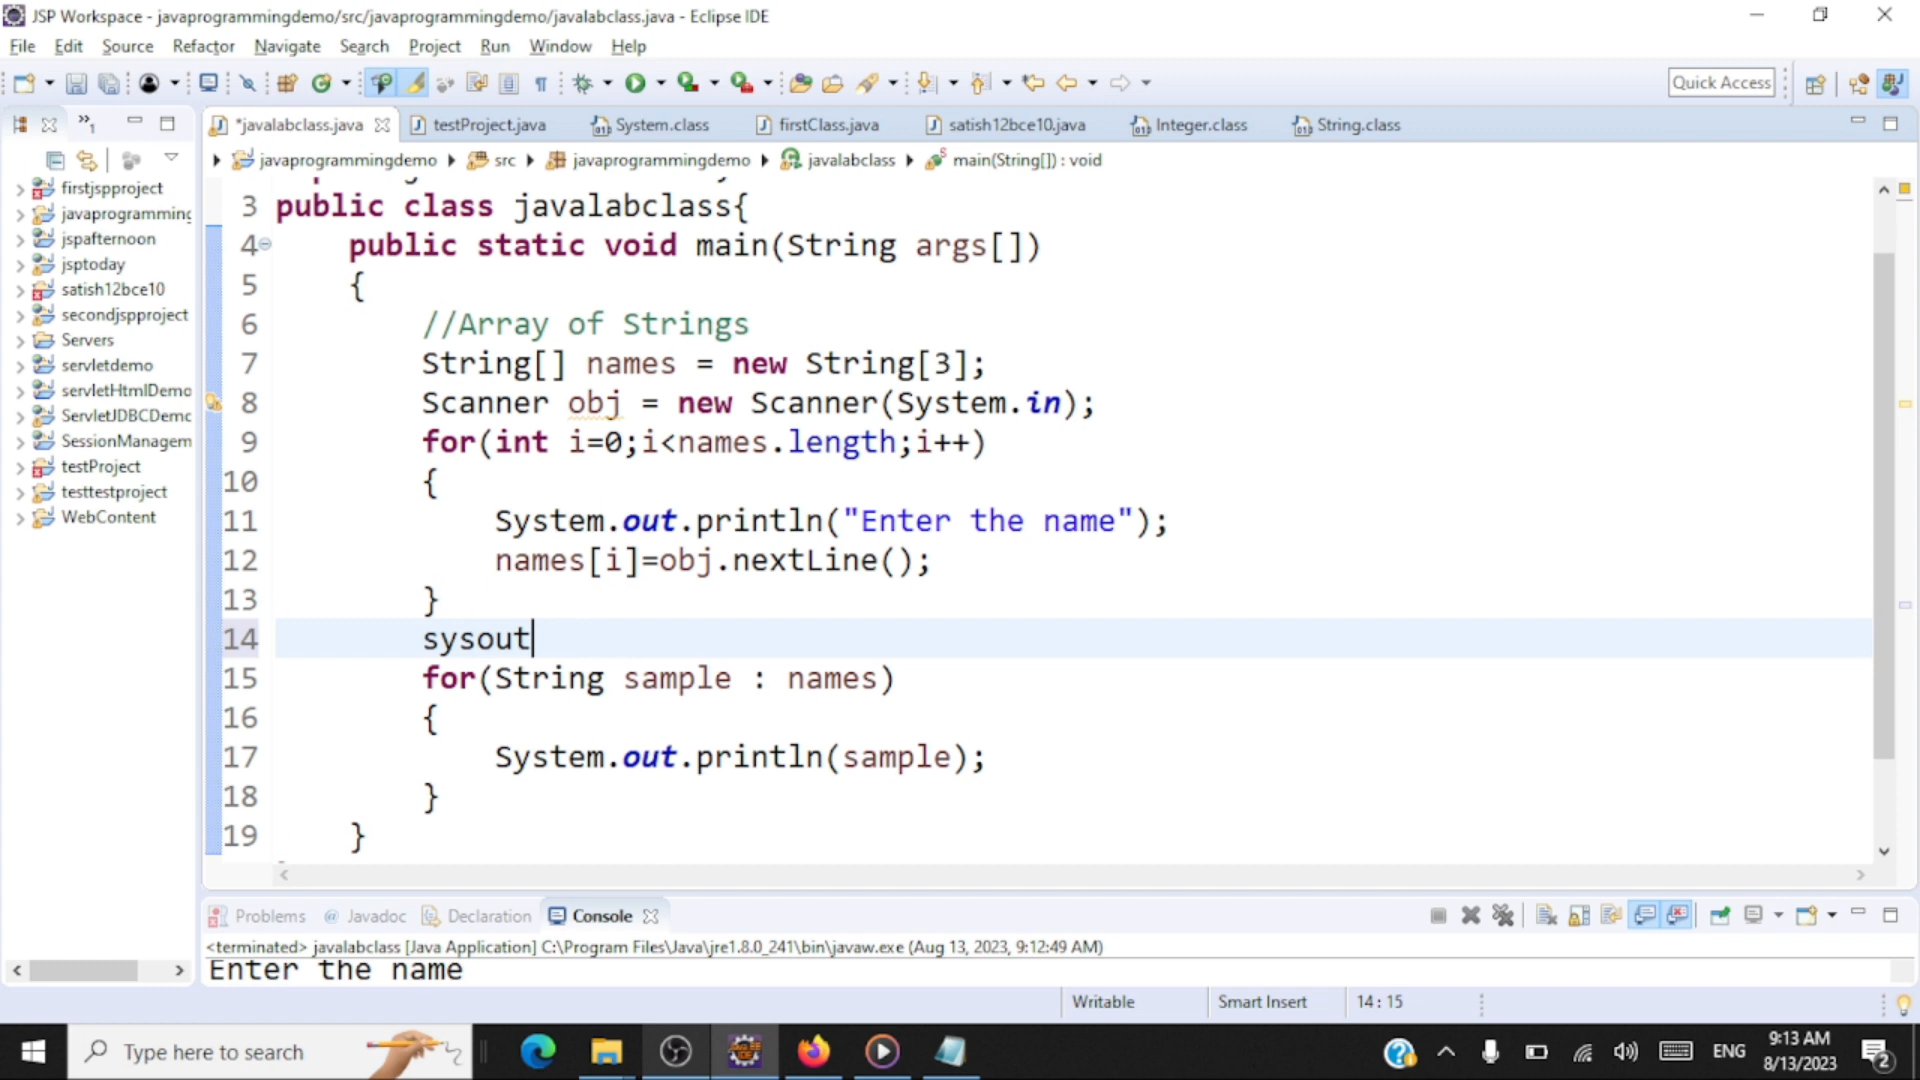 JSP Workspace - javaprogrammingdemo/src/javaprogrammingdemo/javalabclass.java - Eclipse IDE
File Edit Source Refactor Navigate Search Project Run Window Help
Quick Access
*javalabclass.java testProject.java System.class firstClass.java satish12bce10.java Integer.class String.class
javaprogrammingdemo src javaprogrammingdemo javalabclass main(String[]) : void
firstjspproject
javaprogramming
jspafternoon
jsptoday
satish12bce10
secondjspproject
Servers
servletdemo
servletHtmlDemo
ServletJDBCDemo
SessionManagem
testProject
testtestproject
WebContent
3 public class javalabclass{
4 public static void main(String args[])
5 {
6 //Array of Strings
7 String[] names = new String[3];
8 Scanner obj = new Scanner(System.in);
9 for(int i=0;i<names.length;i++)
10 {
11 System.out.println("Enter the name");
12 names[i]=obj.nextLine();
13 }
14 sysout
15 for(String sample : names)
16 {
17 System.out.println(sample);
18 }
19 }
Problems @ Javadoc Declaration Console
<terminated> javalabclass [Java Application] C:\Program Files\Java\jre1.8.0_241\bin\javaw.exe (Aug 13, 2023, 9:12:49 AM)
Enter the name
Writable Smart Insert 14 : 15
Type here to search
ENG
9:13 AM
8/13/2023
2